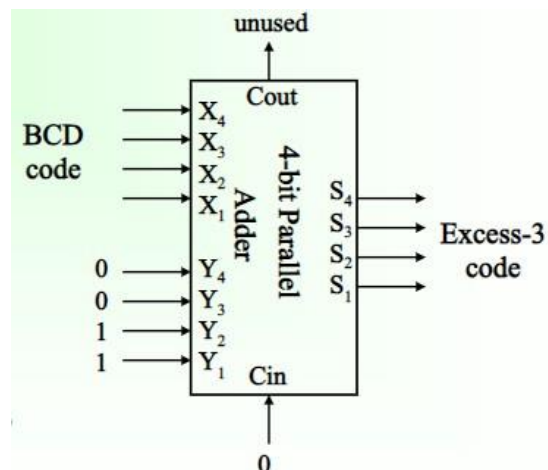 unused
Cout
BCD
code
X4
X3
X2
X1
4-bit Parallel
Adder
S4
S3
S2
S1
Excess-3
code
0
0
1
1
Y4
Y3
Y2
Y1
Cin
0